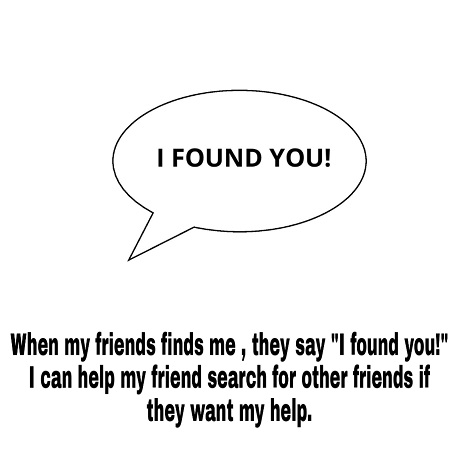 I FOUND YOU!
When my friends finds me , they say "I found you!"
I can help my friend search for other friends if
they want my help.